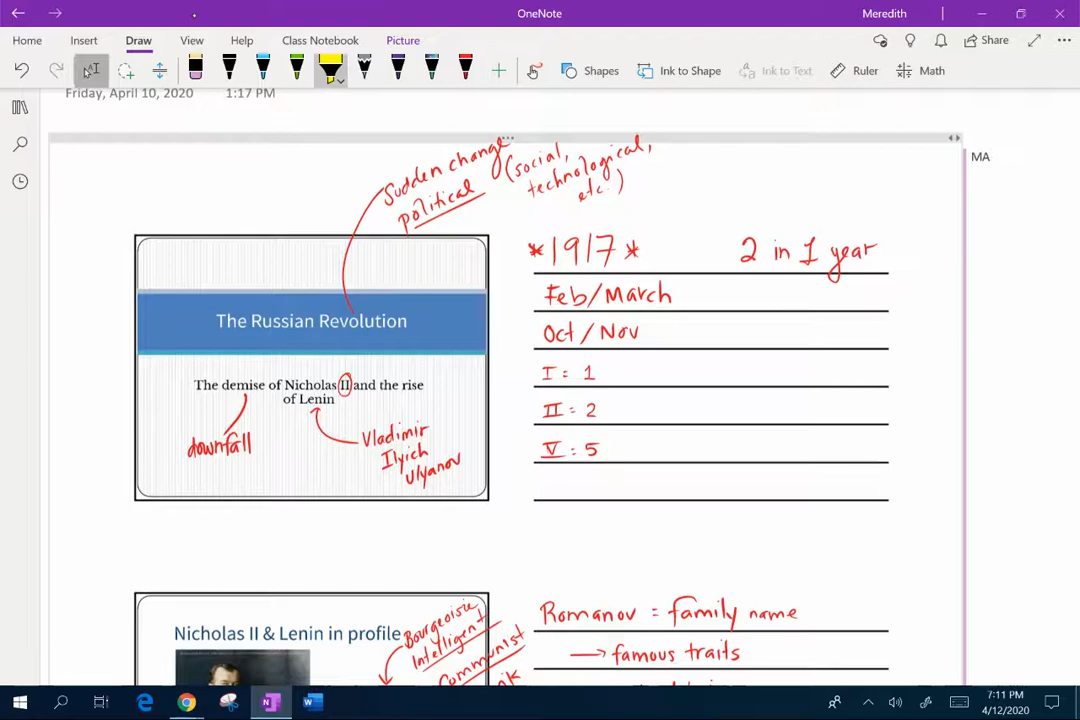 OneNote
Meredith
Home Insert Draw View Help Class Notebook Picture
Share
Shapes Ink to Shape Ink to Text Ruler Math
Friday, April 10, 2020 1:17 PM
MA
Sudden change (social,
political technological,
etc.)
The Russian Revolution
The demise of Nicholas II and the rise
of Lenin
downfall
Vladimir
Ilyich
Ulyanov
*1917* 2 in 1 year
Feb/March
Oct/Nov
I = 1
II = 2
V = 5
Nicholas II & Lenin in profile
Bourgeoisie
Intelligent
Communist
Romanov = family name
→ famous traits
7:11 PM
4/12/2020